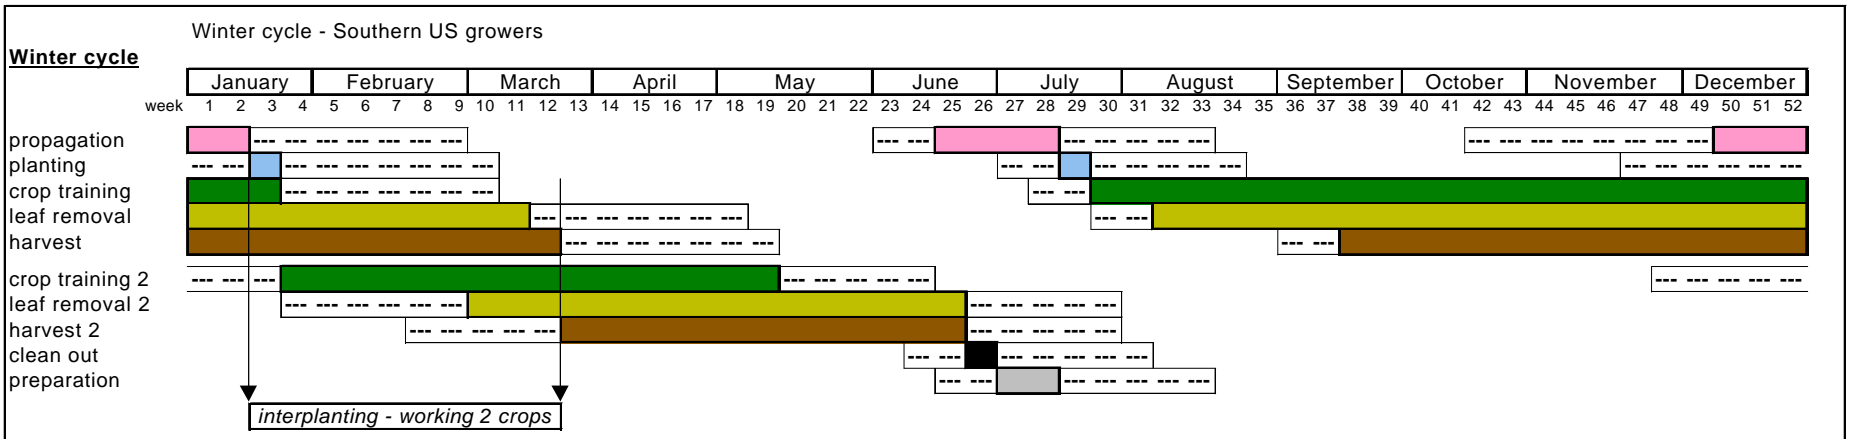 Winter cycle - Southern US growers
Winter cycle
January February March April May June July August September October November December
week 1 2 3 4 5 6 7 8 9 10 11 12 13 14 15 16 17 18 19 20 21 22 23 24 25 26 27 28 29 30 31 32 33 34 35 36 37 38 39 40 41 42 43 44 45 46 47 48 49 50 51 52
propagation
planting
crop training
leaf removal
harvest
crop training 2
leaf removal 2
harvest 2
clean out
preparation
interplanting - working 2 crops